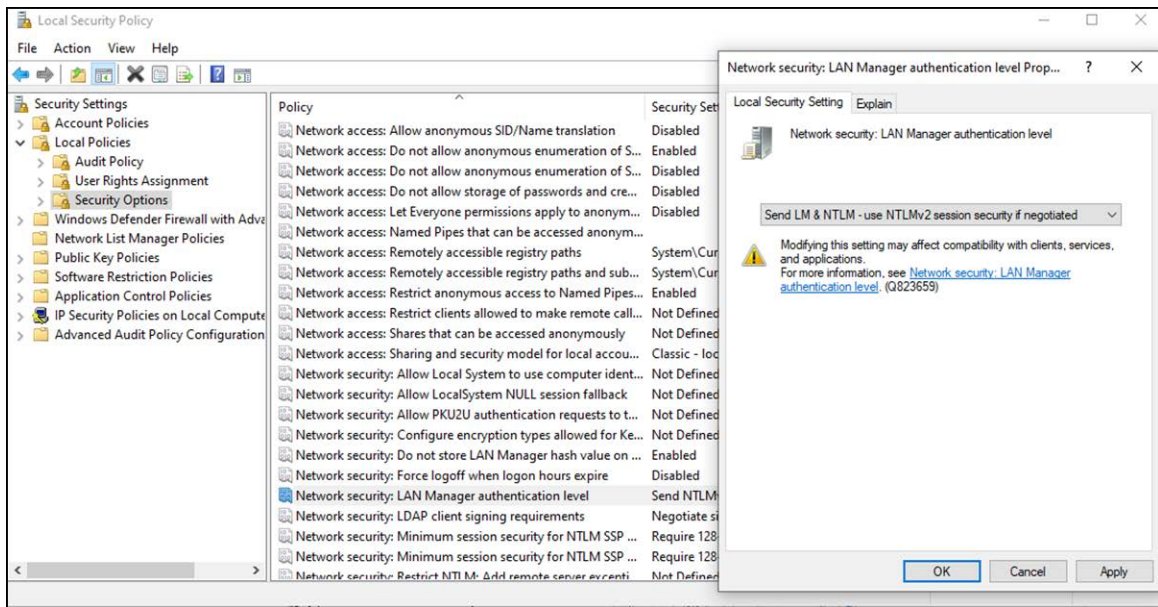 Local Security Policy
File Action View Help
Security Settings
Account Policies
Local Policies
Audit Policy
User Rights Assignment
Security Options
Windows Defender Firewall with Adva
Network List Manager Policies
Public Key Policies
Software Restriction Policies
Application Control Policies
IP Security Policies on Local Compute
Advanced Audit Policy Configuration
Policy Security Set
Network access: Allow anonymous SID/Name translation Disabled
Network access: Do not allow anonymous enumeration of S... Enabled
Network access: Do not allow anonymous enumeration of S... Disabled
Network access: Do not allow storage of passwords and cre... Disabled
Network access: Let Everyone permissions apply to anonym... Disabled
Network access: Named Pipes that can be accessed anonym...
Network access: Remotely accessible registry paths System\Cur
Network access: Remotely accessible registry paths and sub... System\Cur
Network access: Restrict anonymous access to Named Pipes... Enabled
Network access: Restrict clients allowed to make remote call... Not Defined
Network access: Shares that can be accessed anonymously Not Defined
Network access: Sharing and security model for local accou... Classic - loc
Network security: Allow Local System to use computer ident... Not Defined
Network security: Allow LocalSystem NULL session fallback Not Defined
Network security: Allow PKU2U authentication requests to t... Not Defined
Network security: Configure encryption types allowed for Ke... Not Defined
Network security: Do not store LAN Manager hash value on ... Enabled
Network security: Force logoff when logon hours expire Disabled
Network security: LAN Manager authentication level Send NTLM
Network security: LDAP client signing requirements Negotiate si
Network security: Minimum session security for NTLM SSP ... Require 128
Network security: Minimum session security for NTLM SSP ... Require 128
Network security: Restrict NTLM: Add remote server excepti... Not Defined
Network security: LAN Manager authentication level Prop... ?
Local Security Setting Explain
Network security: LAN Manager authentication level
Send LM & NTLM - use NTLMv2 session security if negotiated
Modifying this setting may affect compatibility with clients, services,
and applications.
For more information, see Network security: LAN Manager
authentication level. (Q823659)
OK Cancel Apply